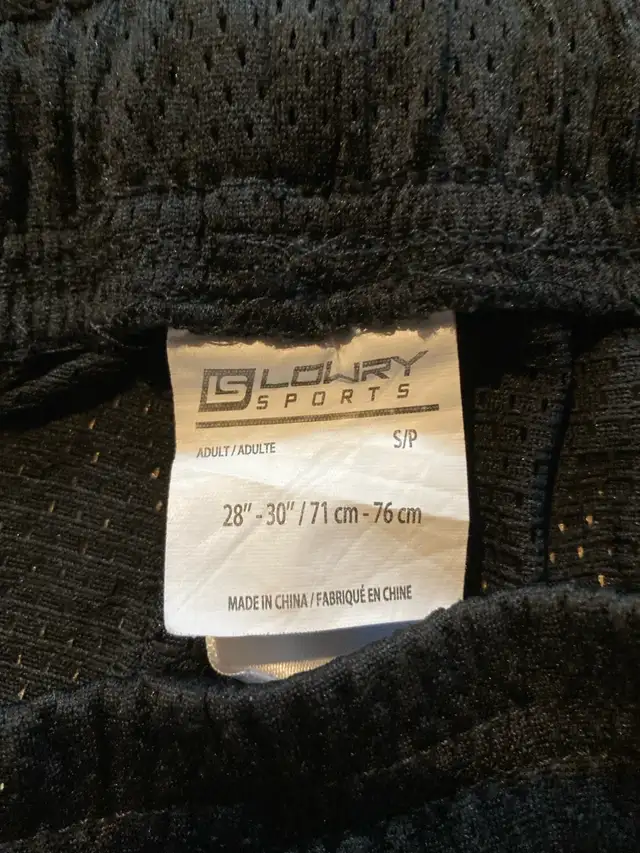 LS LOWRY
SPORTS
ADULT / ADULTE S/P
28" - 30" / 71 cm - 76 cm
MADE IN CHINA / FABRIQUÉ EN CHINE